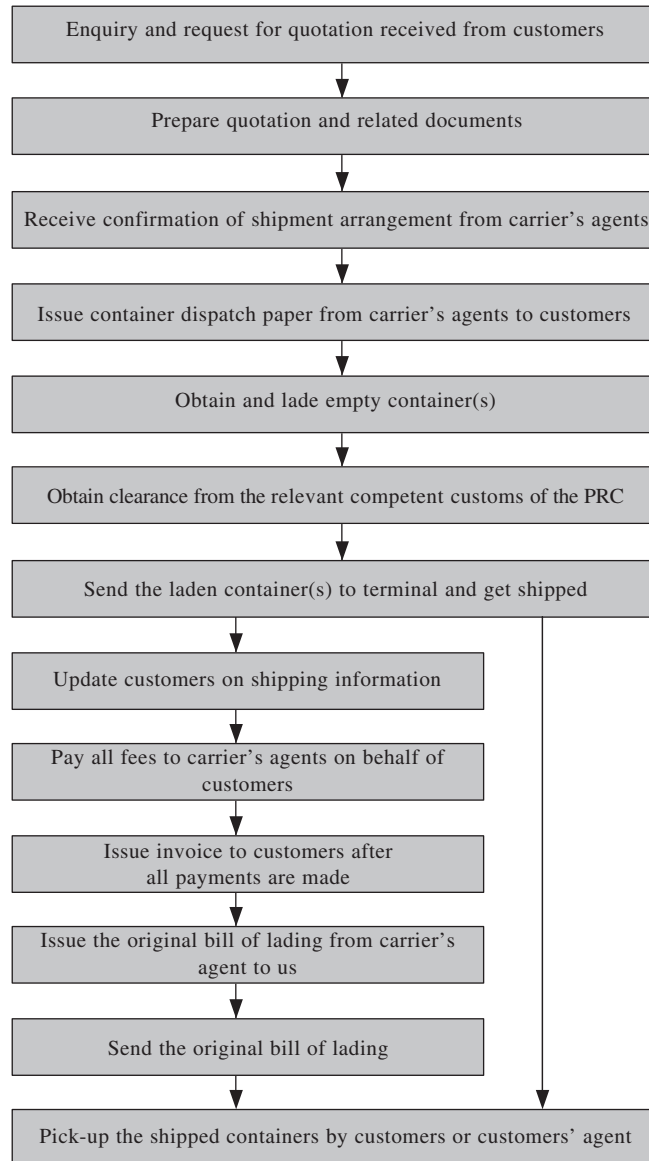 Enquiry and request for quotation received from customers
Prepare quotation and related documents
Receive confirmation of shipment arrangement from carrier's agents
Issue container dispatch paper from carrier's agents to customers
Obtain and lade empty container(s)
Obtain clearance from the relevant competent customs of the PRC
Send the laden container(s) to terminal and get shipped
Update customers on shipping information
Pay all fees to carrier's agents on behalf of
customers
Issue invoice to customers after
all payments are made
Issue the original bill of lading from carrier's
agent to us
Send the original bill of lading
Pick-up the shipped containers by customers or customers' agent